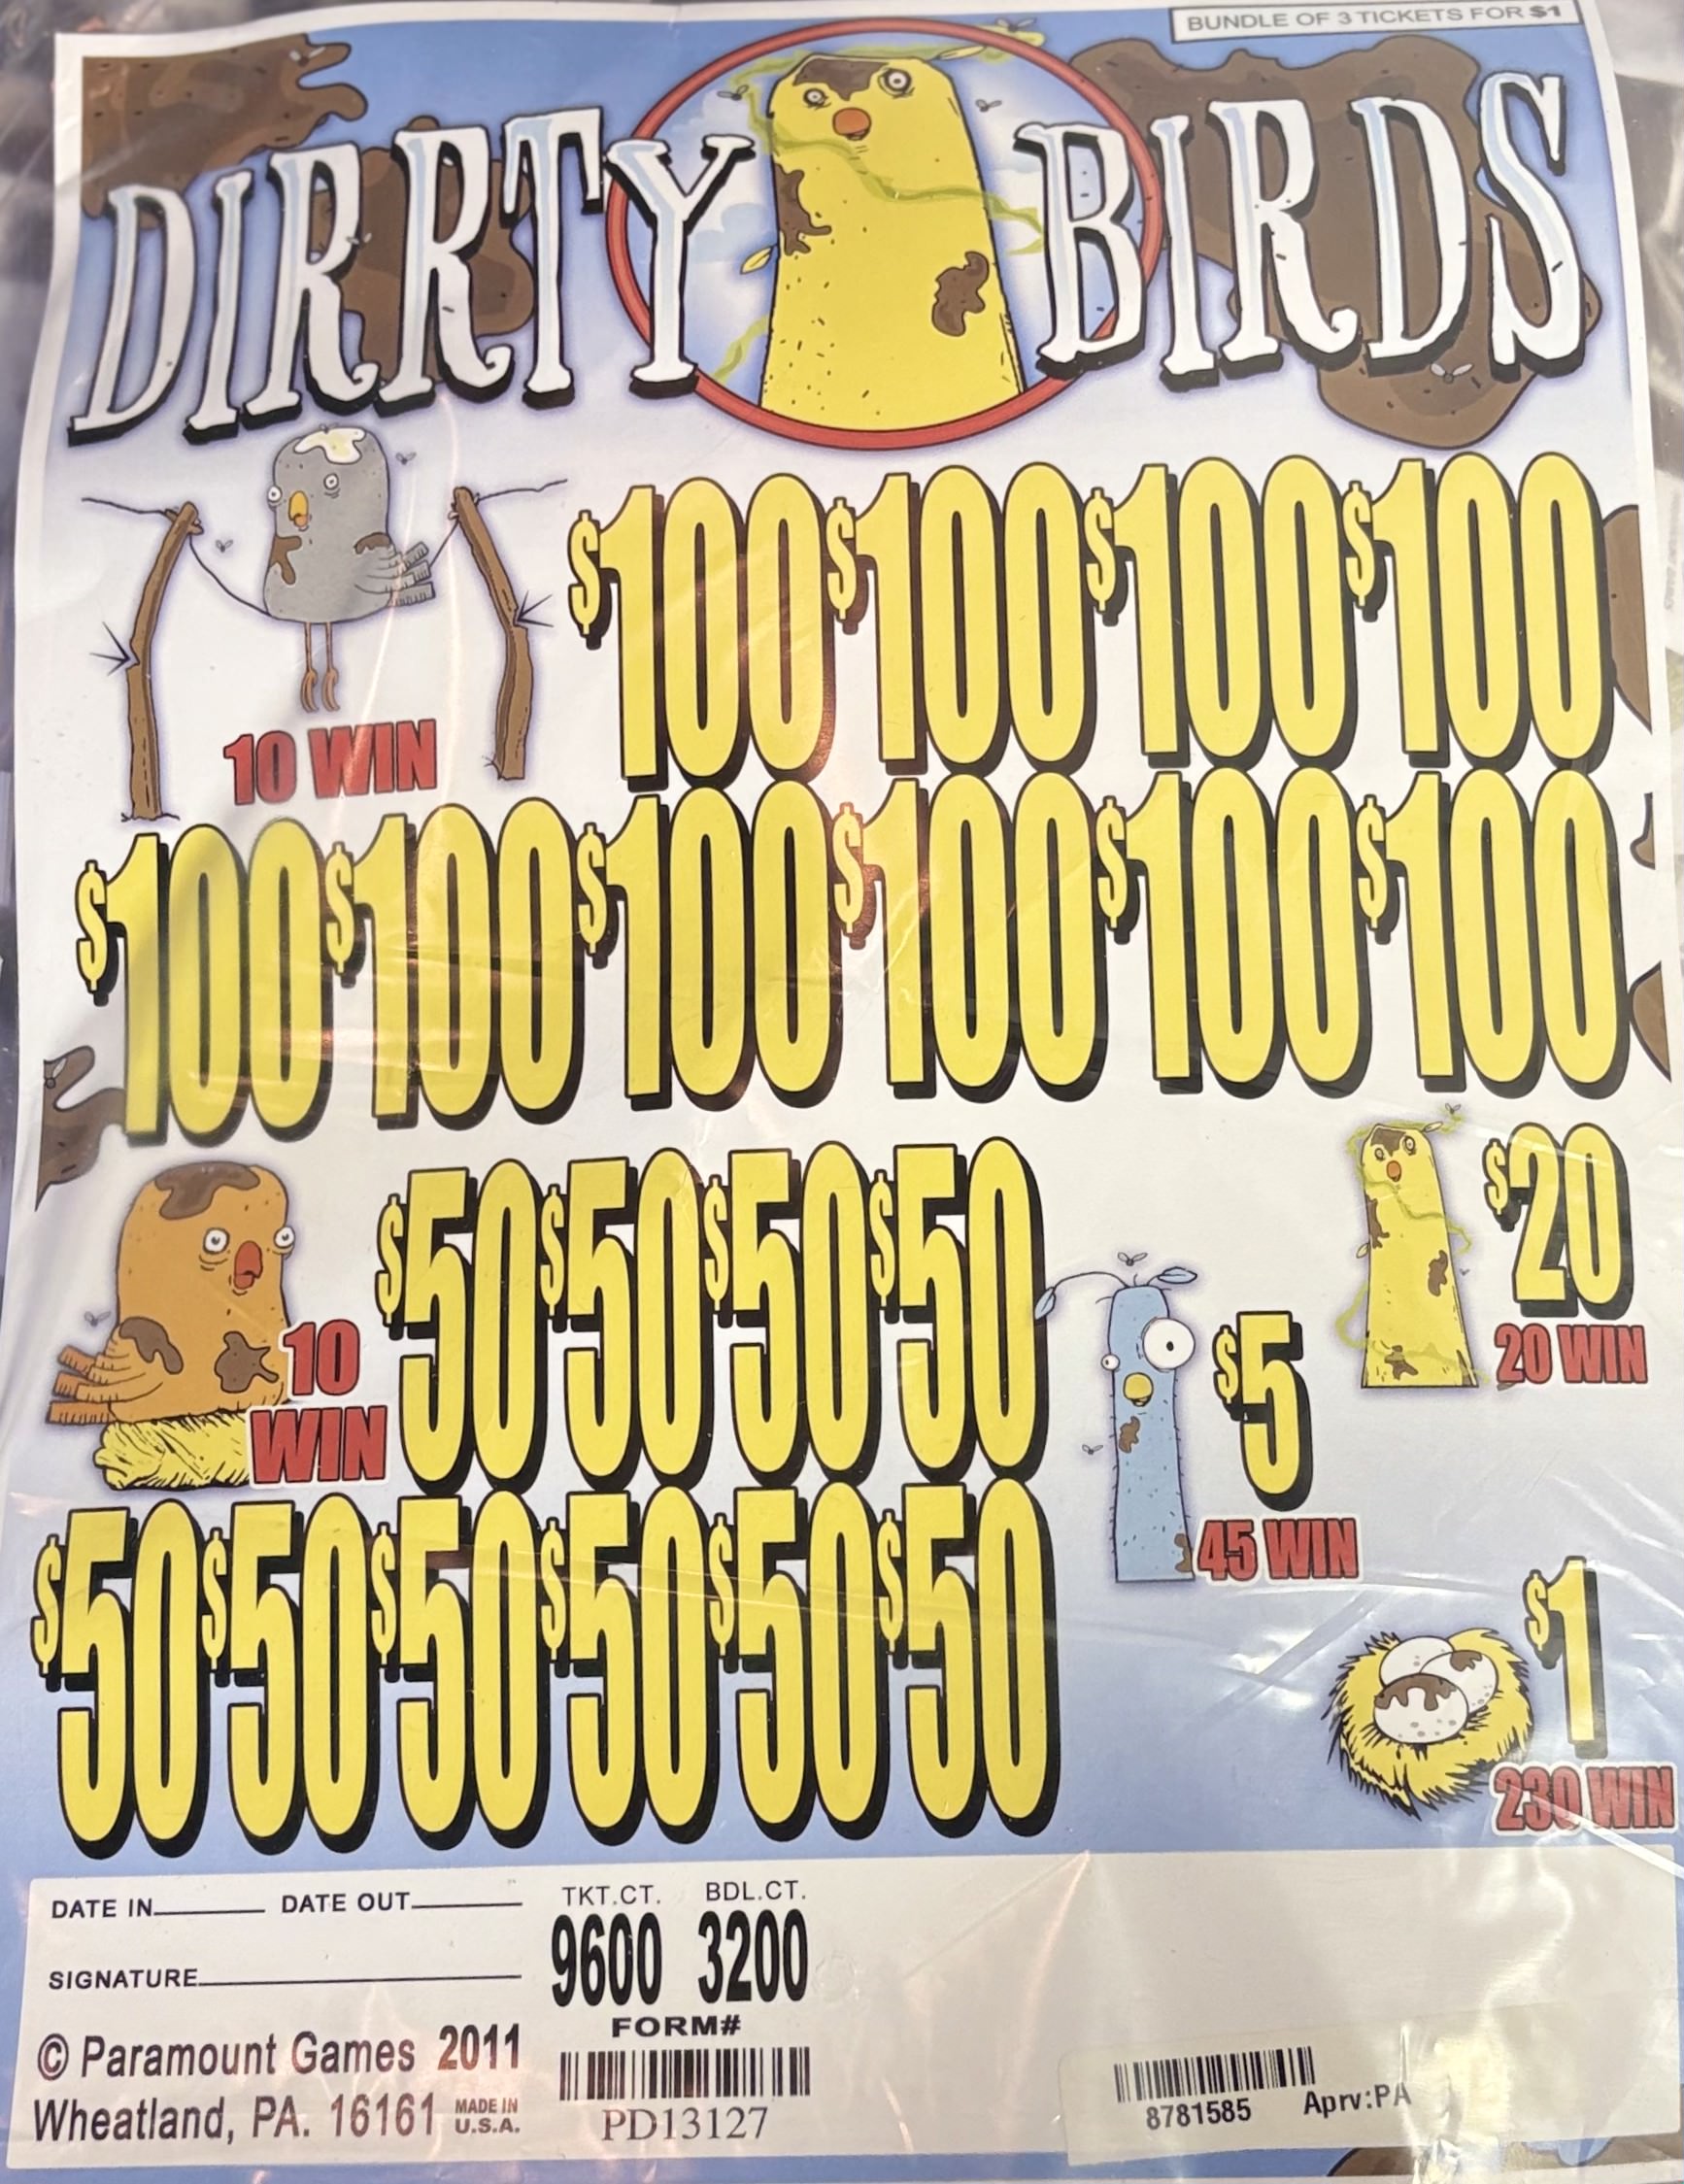 BUNDLE OF 3 TICKETS FOR $1
DIRRTY BIRDS
$100 $100 $100 $100
10 WIN
$100 $100 $100 $100 $100 $100
$50 $50 $50 $50
10
WIN
$20
20 WIN
$5
45 WIN
$50 $50 $50 $50 $50 $50
$1
230 WIN
DATE IN DATE OUT TKT.CT. BDL.CT.
9600 3200
SIGNATURE
FORM#
© Paramount Games 2011
Wheatland, PA. 16161 MADE IN
U.S.A.
PD13127
8781585 Aprv:PA